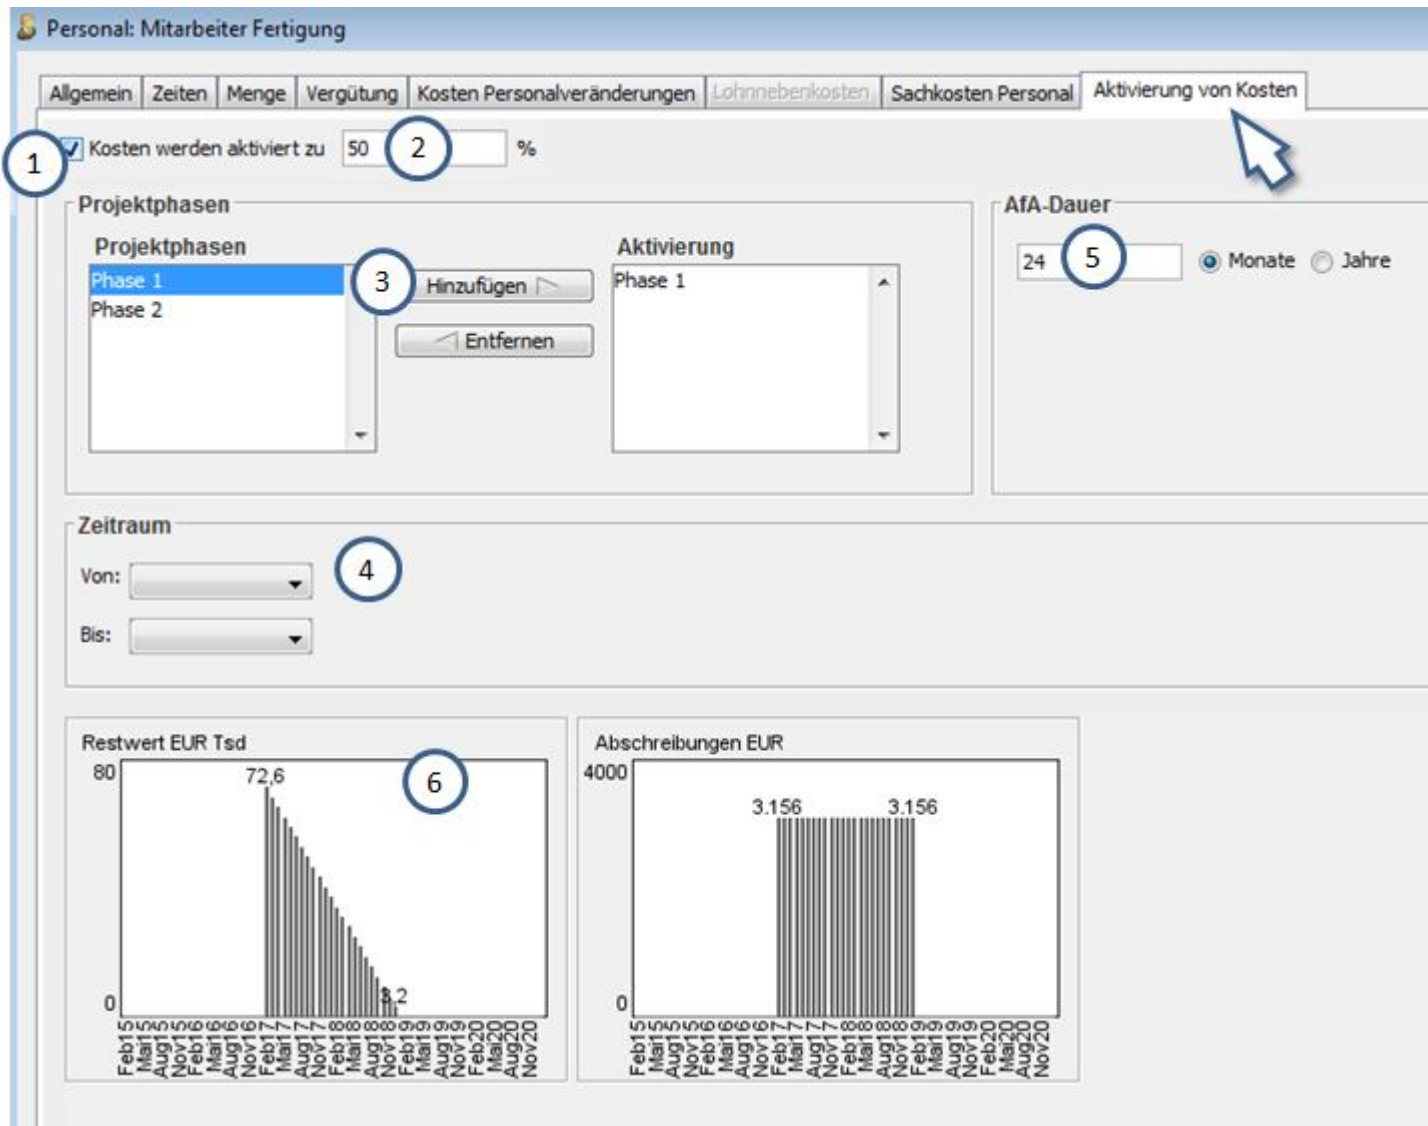 Personal: Mitarbeiter Fertigung
Allgemein Zeiten Menge Vergütung Kosten Personalveränderungen Lohnnebenkosten Sachkosten Personal Aktivierung von Kosten
1 Kosten werden aktiviert zu 50 2 %
Projektphasen
Projektphasen
Phase 1
Phase 2
3 Hinzufügen
Entfernen
Aktivierung
Phase 1
AfA-Dauer
24 5 Monate Jahre
Zeitraum
Von:
4
Bis:
Restwert EUR Tsd
6
80
72,6
0
3,2
Feb15 Mai15 Aug15 Nov15 Feb16 Mai16 Aug16 Nov16 Feb17 Mai17 Aug17 Nov17 Feb18 Mai18 Aug18 Nov18 Feb19 Mai19 Aug19 Nov19 Feb20 Mai20 Aug20 Nov20
Abschreibungen EUR
4000
3.156 3.156
0
Feb15 Mai15 Aug15 Nov15 Feb16 Mai16 Aug16 Nov16 Feb17 Mai17 Aug17 Nov17 Feb18 Mai18 Aug18 Nov18 Feb19 Mai19 Aug19 Nov19 Feb20 Mai20 Aug20 Nov20